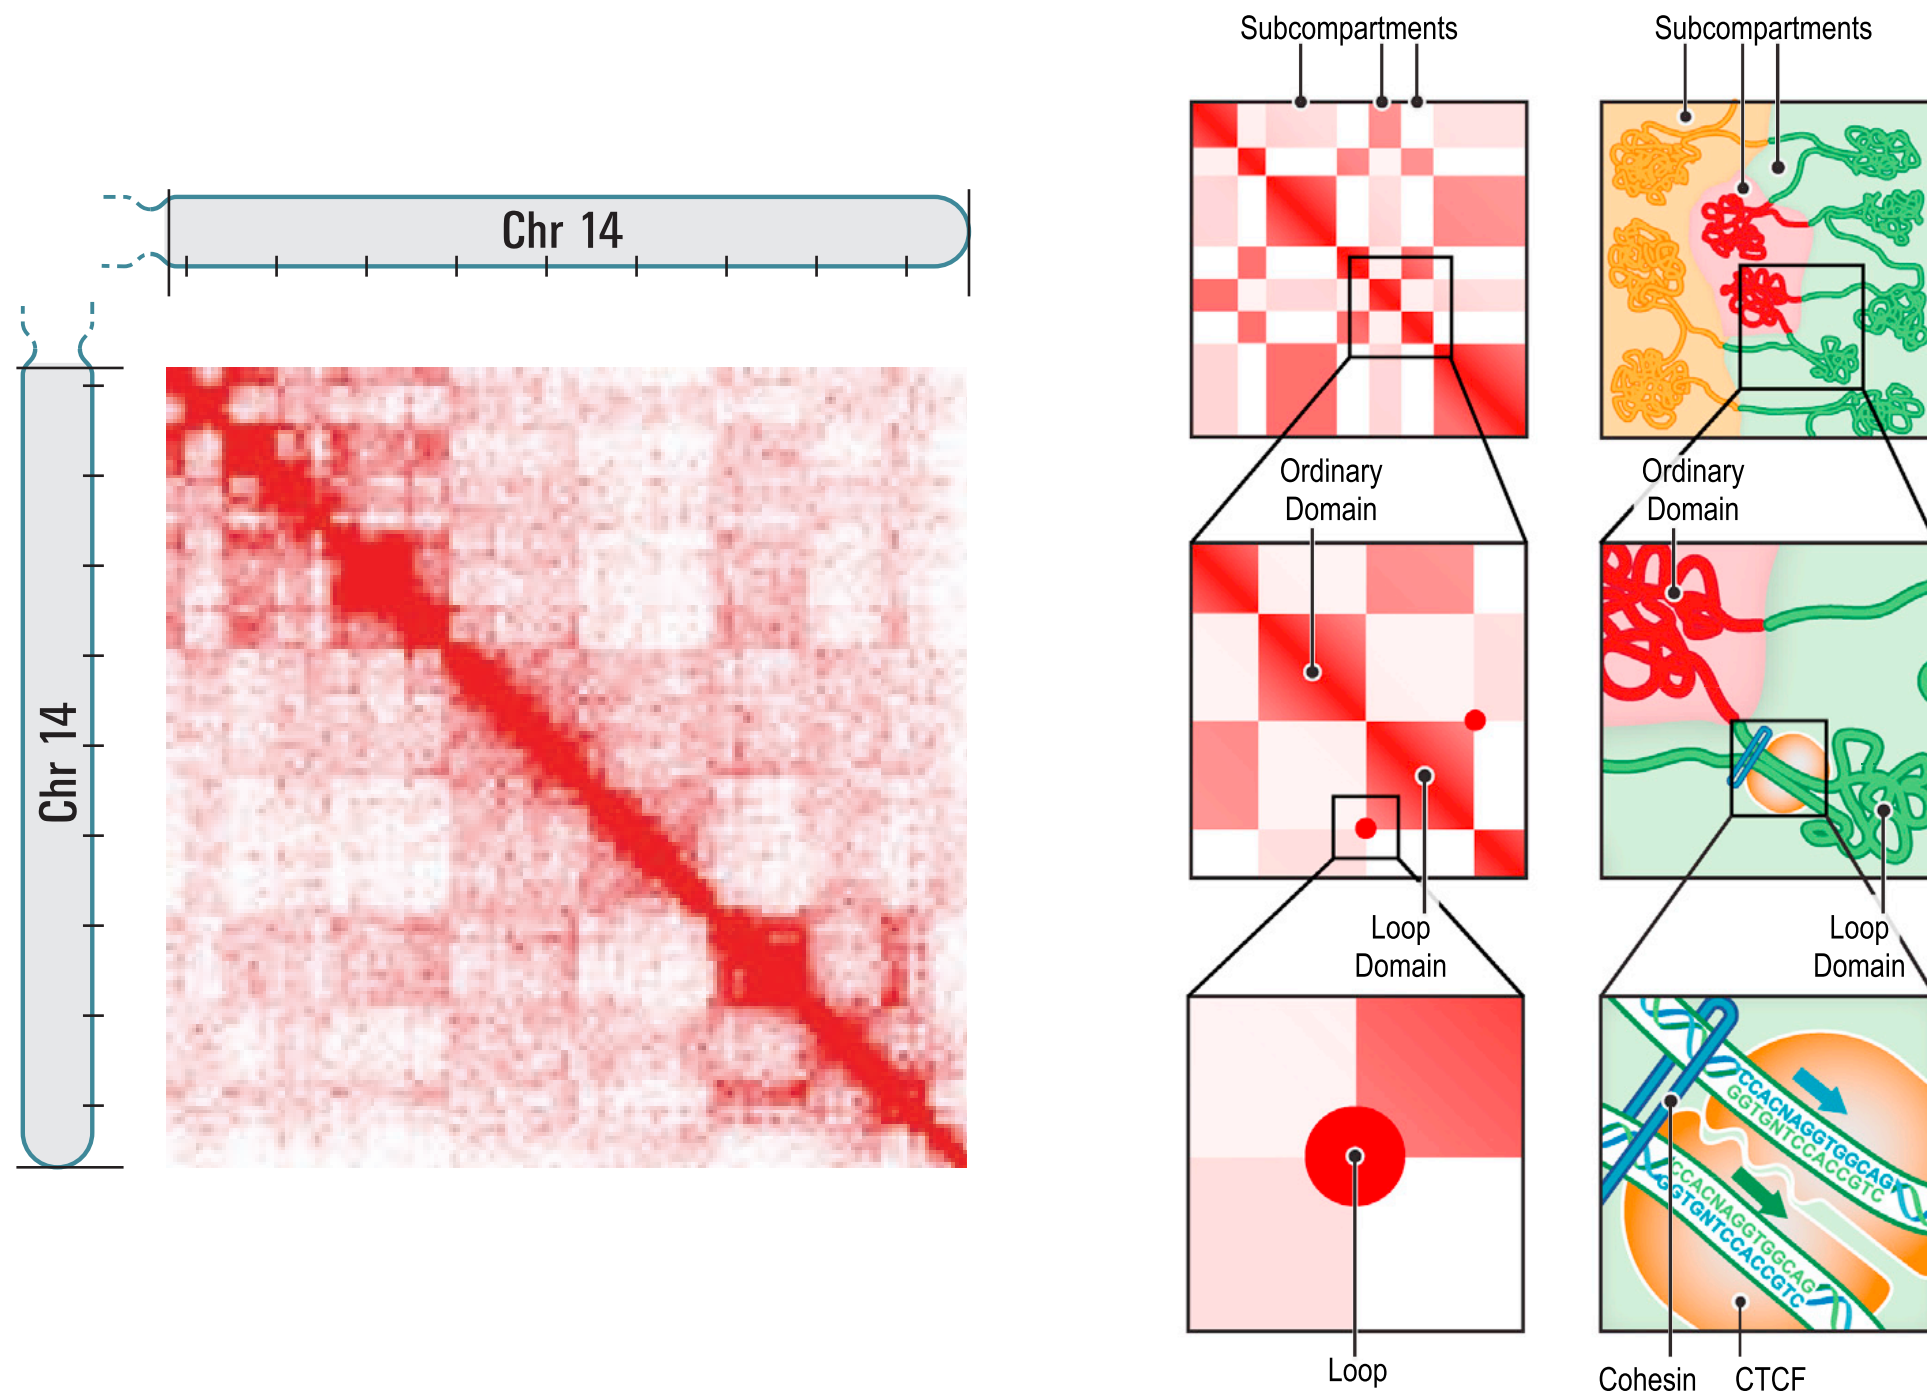 Subcompartments
Subcompartments
Chr 14
Chr 14
Ordinary
Domain
Ordinary
Domain
Loop
Domain
Loop
Domain
CCACNAGGTGGCAG
GGTGNTCCACCGTC
CCACNAGGTGGCAG
GGTGNTCCACCGTC
Loop
Cohesin
CTCF